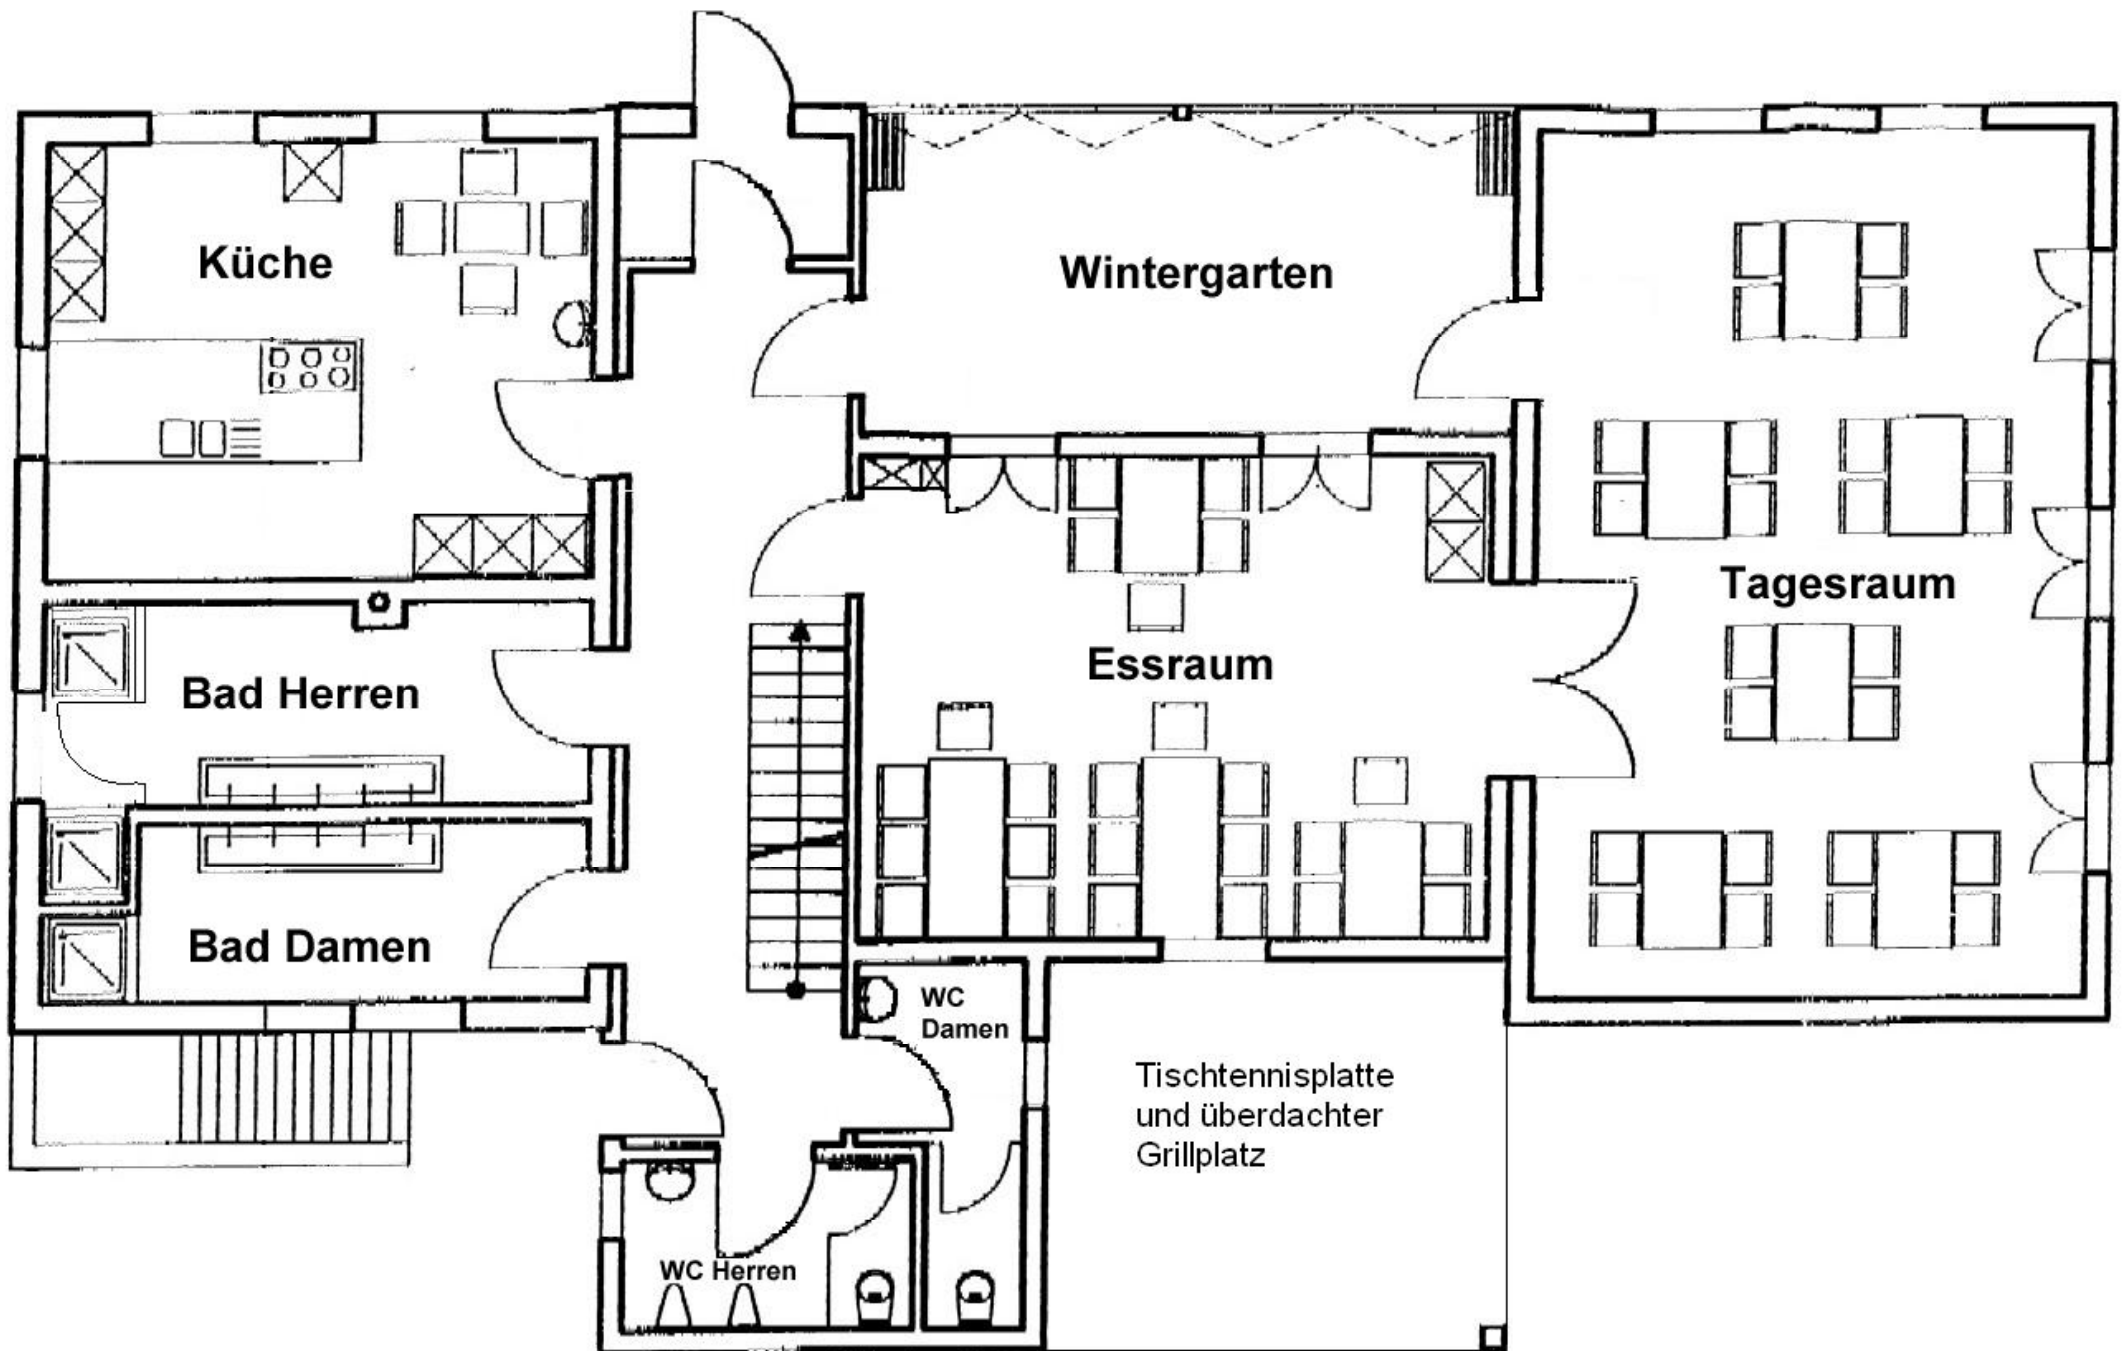 Küche
Wintergarten
Tagesraum
Essraum
Bad Herren
Bad Damen
WC
Damen
Tischtennisplatte
und überdachter
Grillplatz
WC Herren